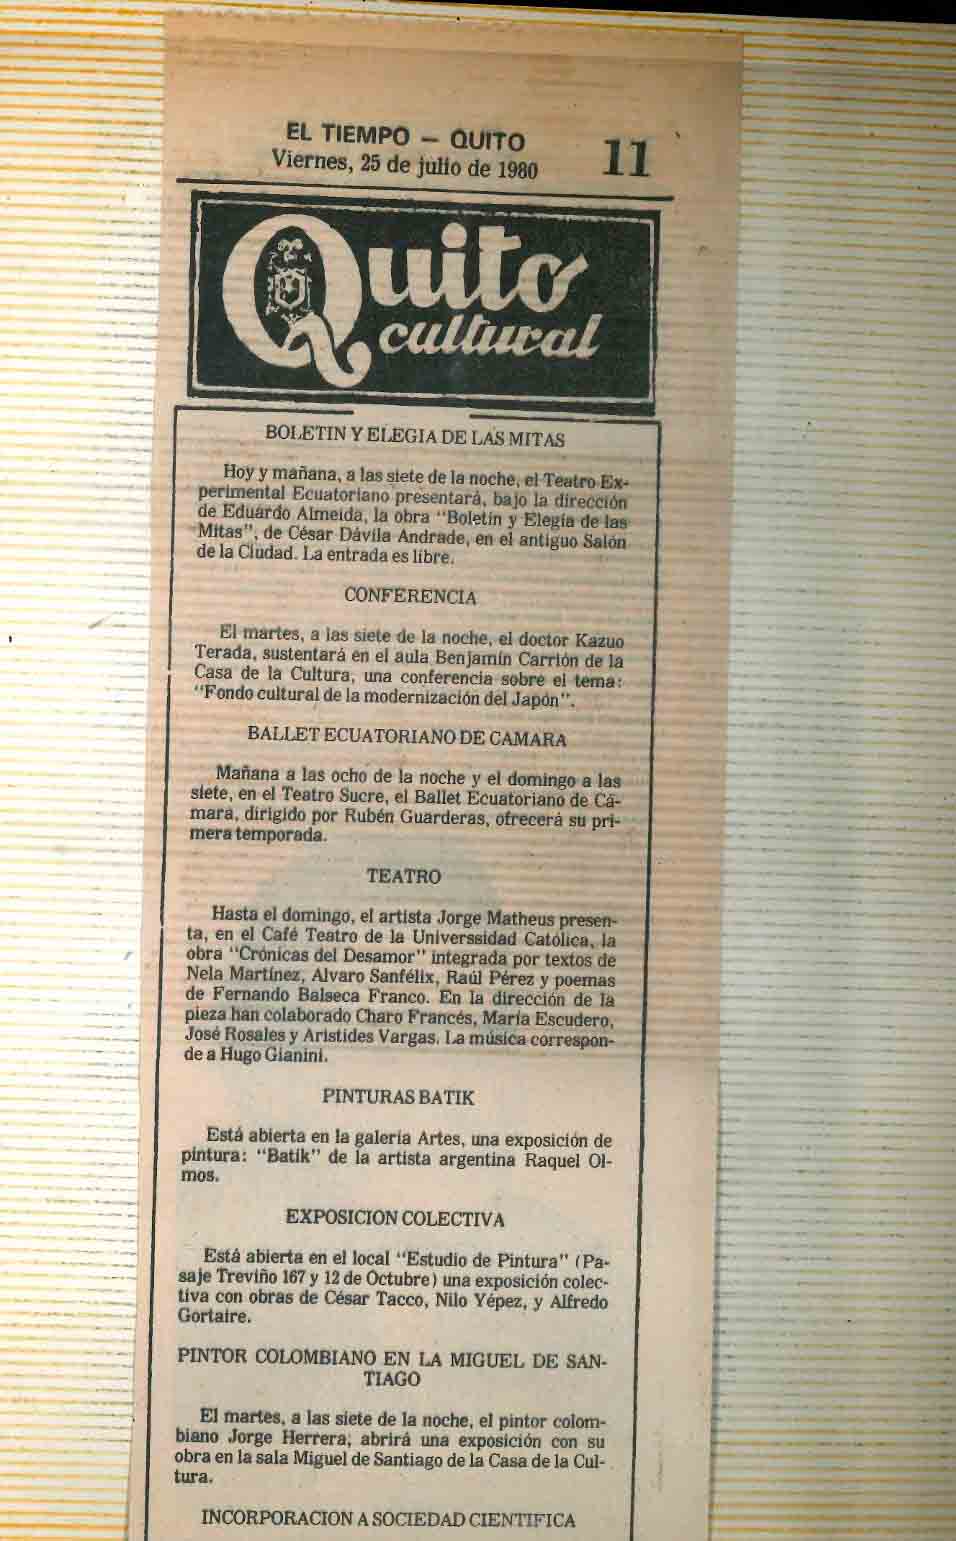 EL TIEMPO — QUITO
Viernes, 25 de julio de 1980
11
Quito
cultural
BOLETIN Y ELEGIA DE LAS MITAS
Hoy y mañana, a las siete de la noche, el Teatro Ex-
perimental Ecuatoriano presentará, bajo la dirección
de Eduardo Almeida, la obra "Boletín y Elegía de las
Mitas", de César Dávila Andrade, en el antiguo Salón
de la Ciudad. La entrada es libre.
CONFERENCIA
El martes, a las siete de la noche, el doctor Kazuo
Terada, sustentará en el aula Benjamín Carrión de la
Casa de la Cultura, una conferencia sobre el tema:
"Fondo cultural de la modernización del Japón".
BALLET ECUATORIANO DE CAMARA
Mañana a las ocho de la noche y el domingo a las
siete, en el Teatro Sucre, el Ballet Ecuatoriano de Cá-
mara, dirigido por Rubén Guarderas, ofrecerá su pri-
mera temporada.
TEATRO
Hasta el domingo, el artista Jorge Matheus presen-
ta, en el Café Teatro de la Universsidad Católica, la
obra "Crónicas del Desamor" integrada por textos de
Nela Martínez, Alvaro Sanfélix, Raúl Pérez y poemas
de Fernando Balseca Franco. En la dirección de la
pieza han colaborado Charo Francés, María Escudero,
José Rosales y Aristides Vargas. La música correspon-
de a Hugo Gianini.
PINTURAS BATIK
Está abierta en la galería Artes, una exposición de
pintura: "Batik" de la artista argentina Raquel Ol-
mos.
EXPOSICION COLECTIVA
Está abierta en el local "Estudio de Pintura" (Pa-
saje Treviño 167 y 12 de Octubre) una exposición colec-
tiva con obras de César Tacco, Nilo Yépez, y Alfredo
Gortaire.
PINTOR COLOMBIANO EN LA MIGUEL DE SAN-
TIAGO
El martes, a las siete de la noche, el pintor colom-
biano Jorge Herrera, abrirá una exposición con su
obra en la sala Miguel de Santiago de la Casa de la Cul-
tura.
INCORPORACION A SOCIEDAD CIENTIFICA